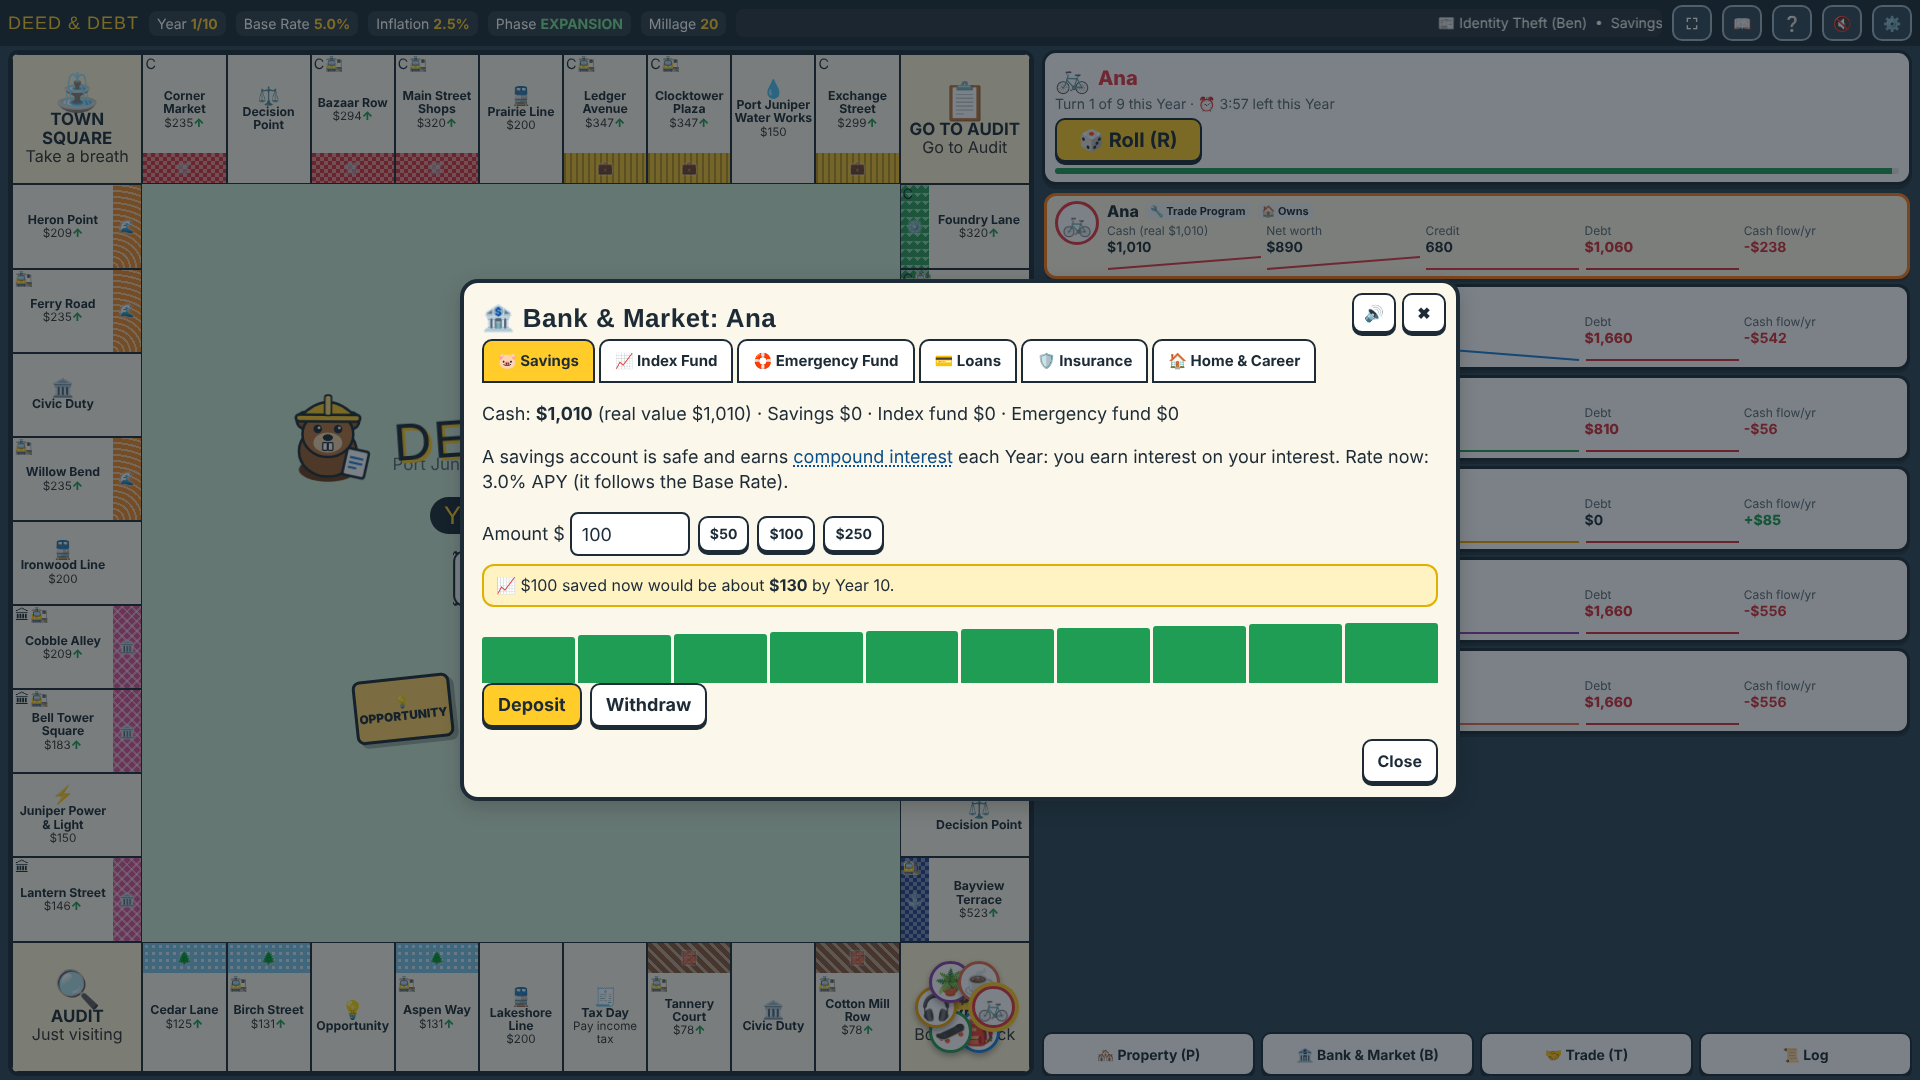 DEED & DEBT
Year 1/10
Base Rate 5.0%
Inflation 2.5%
Phase EXPANSION
Millage 20
Identity Theft (Ben) • Savings
TOWN SQUARE
Take a breath
C
Corner Market
$235↑
Decision Point
C
Bazaar Row
$294↑
C
Main Street Shops
$320↑
Prairie Line
$200
C
Ledger Avenue
$347↑
C
Clocktower Plaza
$347↑
Port Juniper Water Works
$150
C
Exchange Street
$299↑
GO TO AUDIT
Go to Audit
Heron Point
$209↑
Ferry Road
$235↑
Civic Duty
Willow Bend
$235↑
Ironwood Line
$200
Cobble Alley
$209↑
Bell Tower Square
$183↑
Juniper Power & Light
$150
Lantern Street
$146↑
C
Foundry Lane
$320↑
Port Jun
Y
OPPORTUNITY
Decision Point
Bayview Terrace
$523↑
AUDIT
Just visiting
Cedar Lane
$125↑
Birch Street
$131↑
Opportunity
Aspen Way
$131↑
Lakeshore Line
$200
Tax Day
Pay income tax
Tannery Court
$78↑
Civic Duty
Cotton Mill Row
$78↑
Ana
Turn 1 of 9 this Year · ⏰ 3:57 left this Year
Roll (R)
Ana
Trade Program
Owns
Cash (real $1,010)
$1,010
Net worth
$890
Credit
680
Debt
$1,060
Cash flow/yr
-$238
Debt
$1,660
Cash flow/yr
-$542
Debt
$810
Cash flow/yr
-$56
Debt
$0
Cash flow/yr
+$85
Debt
$1,660
Cash flow/yr
-$556
Debt
$1,660
Cash flow/yr
-$556
Bank & Market: Ana
Savings
Index Fund
Emergency Fund
Loans
Insurance
Home & Career
Cash: $1,010 (real value $1,010) · Savings $0 · Index fund $0 · Emergency fund $0
A savings account is safe and earns compound interest each Year: you earn interest on your interest. Rate now:
3.0% APY (it follows the Base Rate).
Amount $
100
$50
$100
$250
$100 saved now would be about $130 by Year 10.
Deposit
Withdraw
Close
Property (P)
Bank & Market (B)
Trade (T)
Log